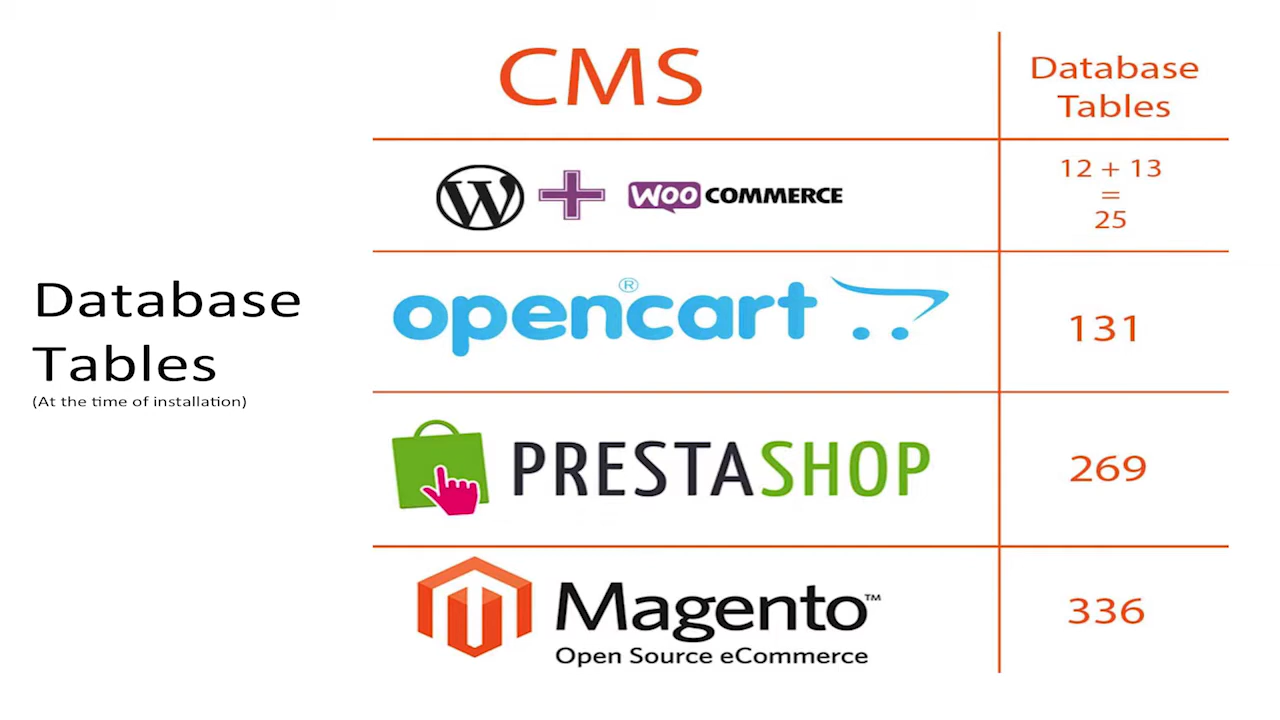 Database
Tables
(At the time of installation)
CMS
Database
Tables
W WOO COMMERCE
12 + 13
=
25
opencart ®
131
PRESTASHOP
269
Magento™
Open Source eCommerce
336